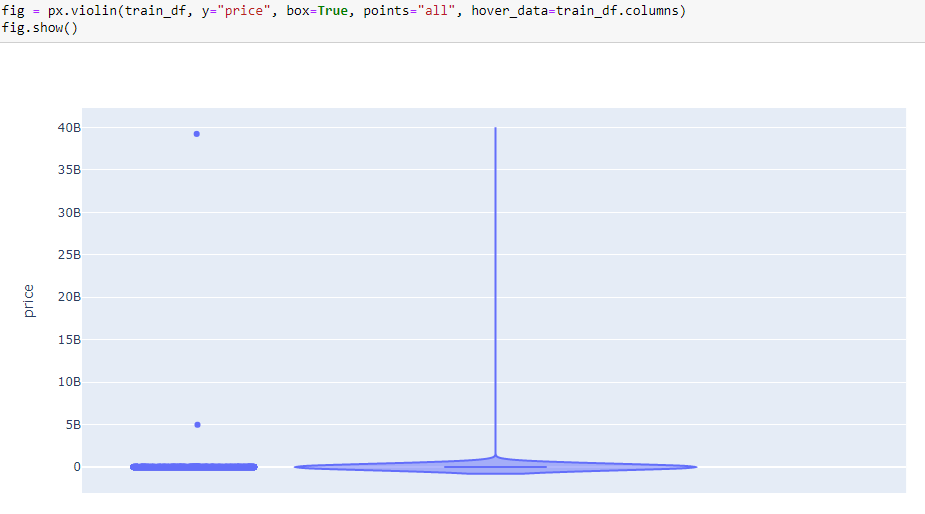 fig = px.violin(train_df, y="price", box=True, points="all", hover_data=train_df.columns)
fig.show()
40B
35B
30B
25B
20B
15B
10B
5B
0
price